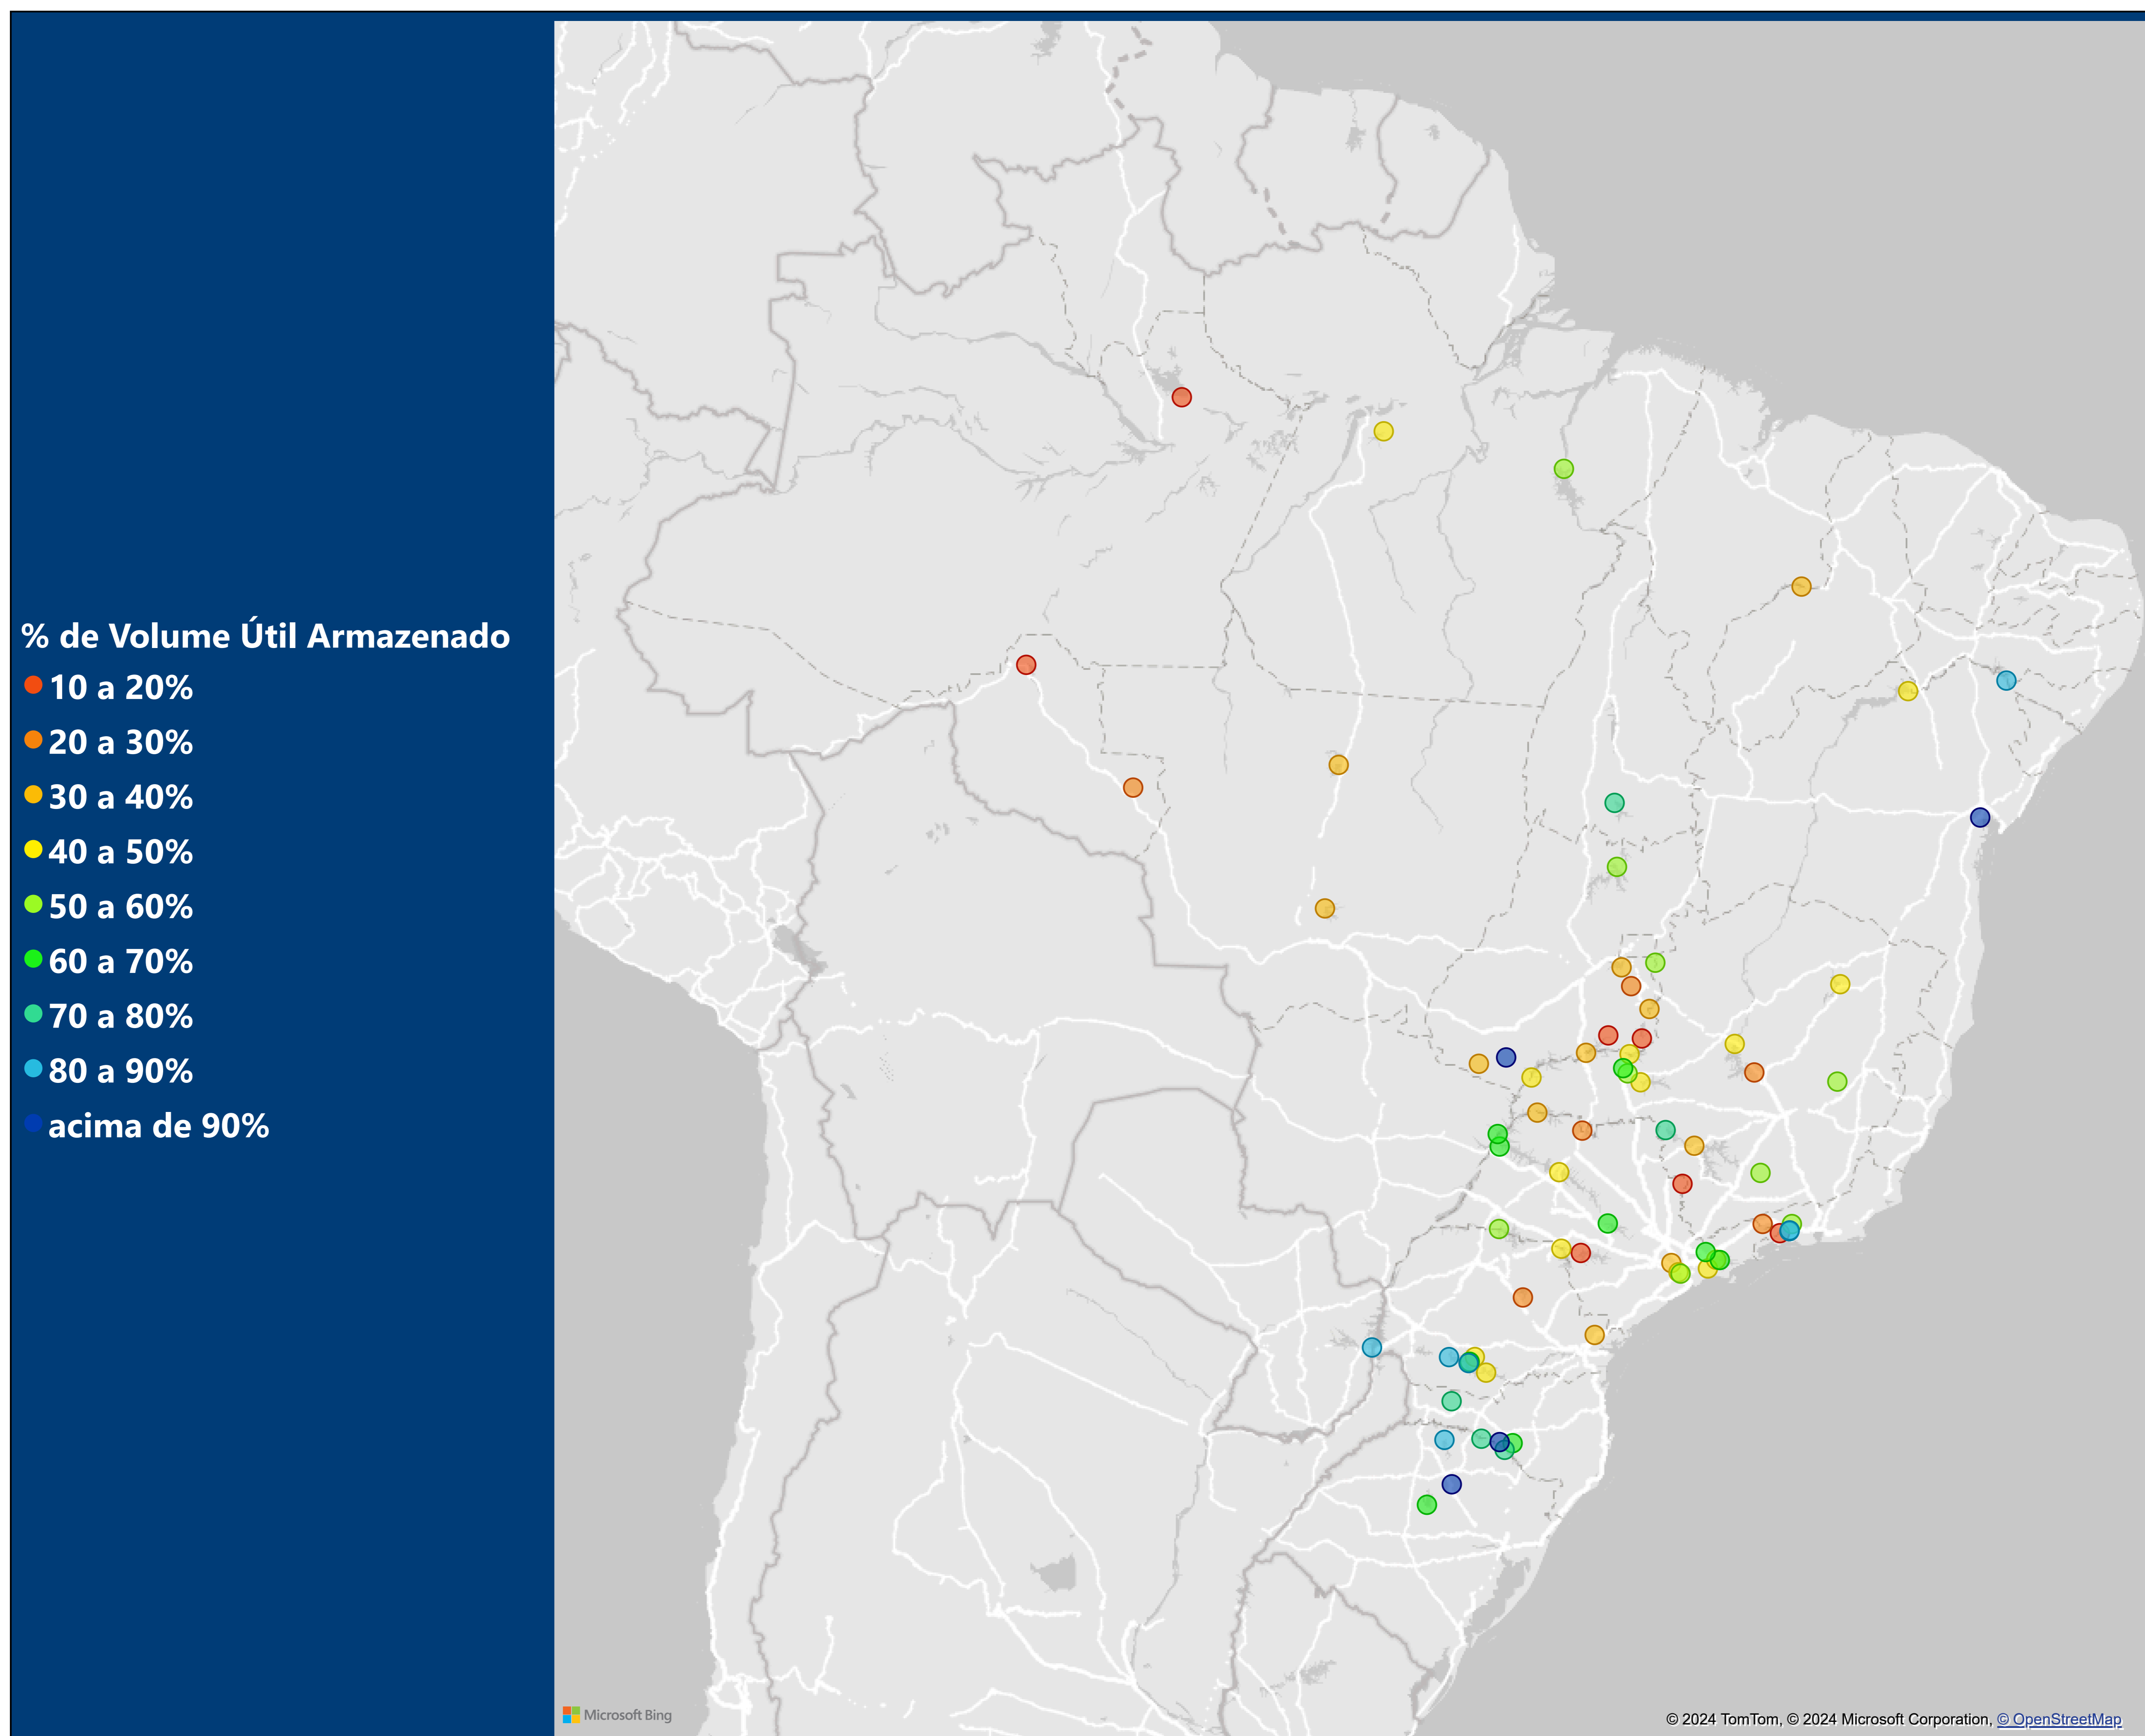 % de Volume Útil Armazenado
10 a 20%
20 a 30%
30 a 40%
40 a 50%
50 a 60%
60 a 70%
70 a 80%
80 a 90%
acima de 90%
Microsoft Bing
© 2024 TomTom, © 2024 Microsoft Corporation, © OpenStreetMap